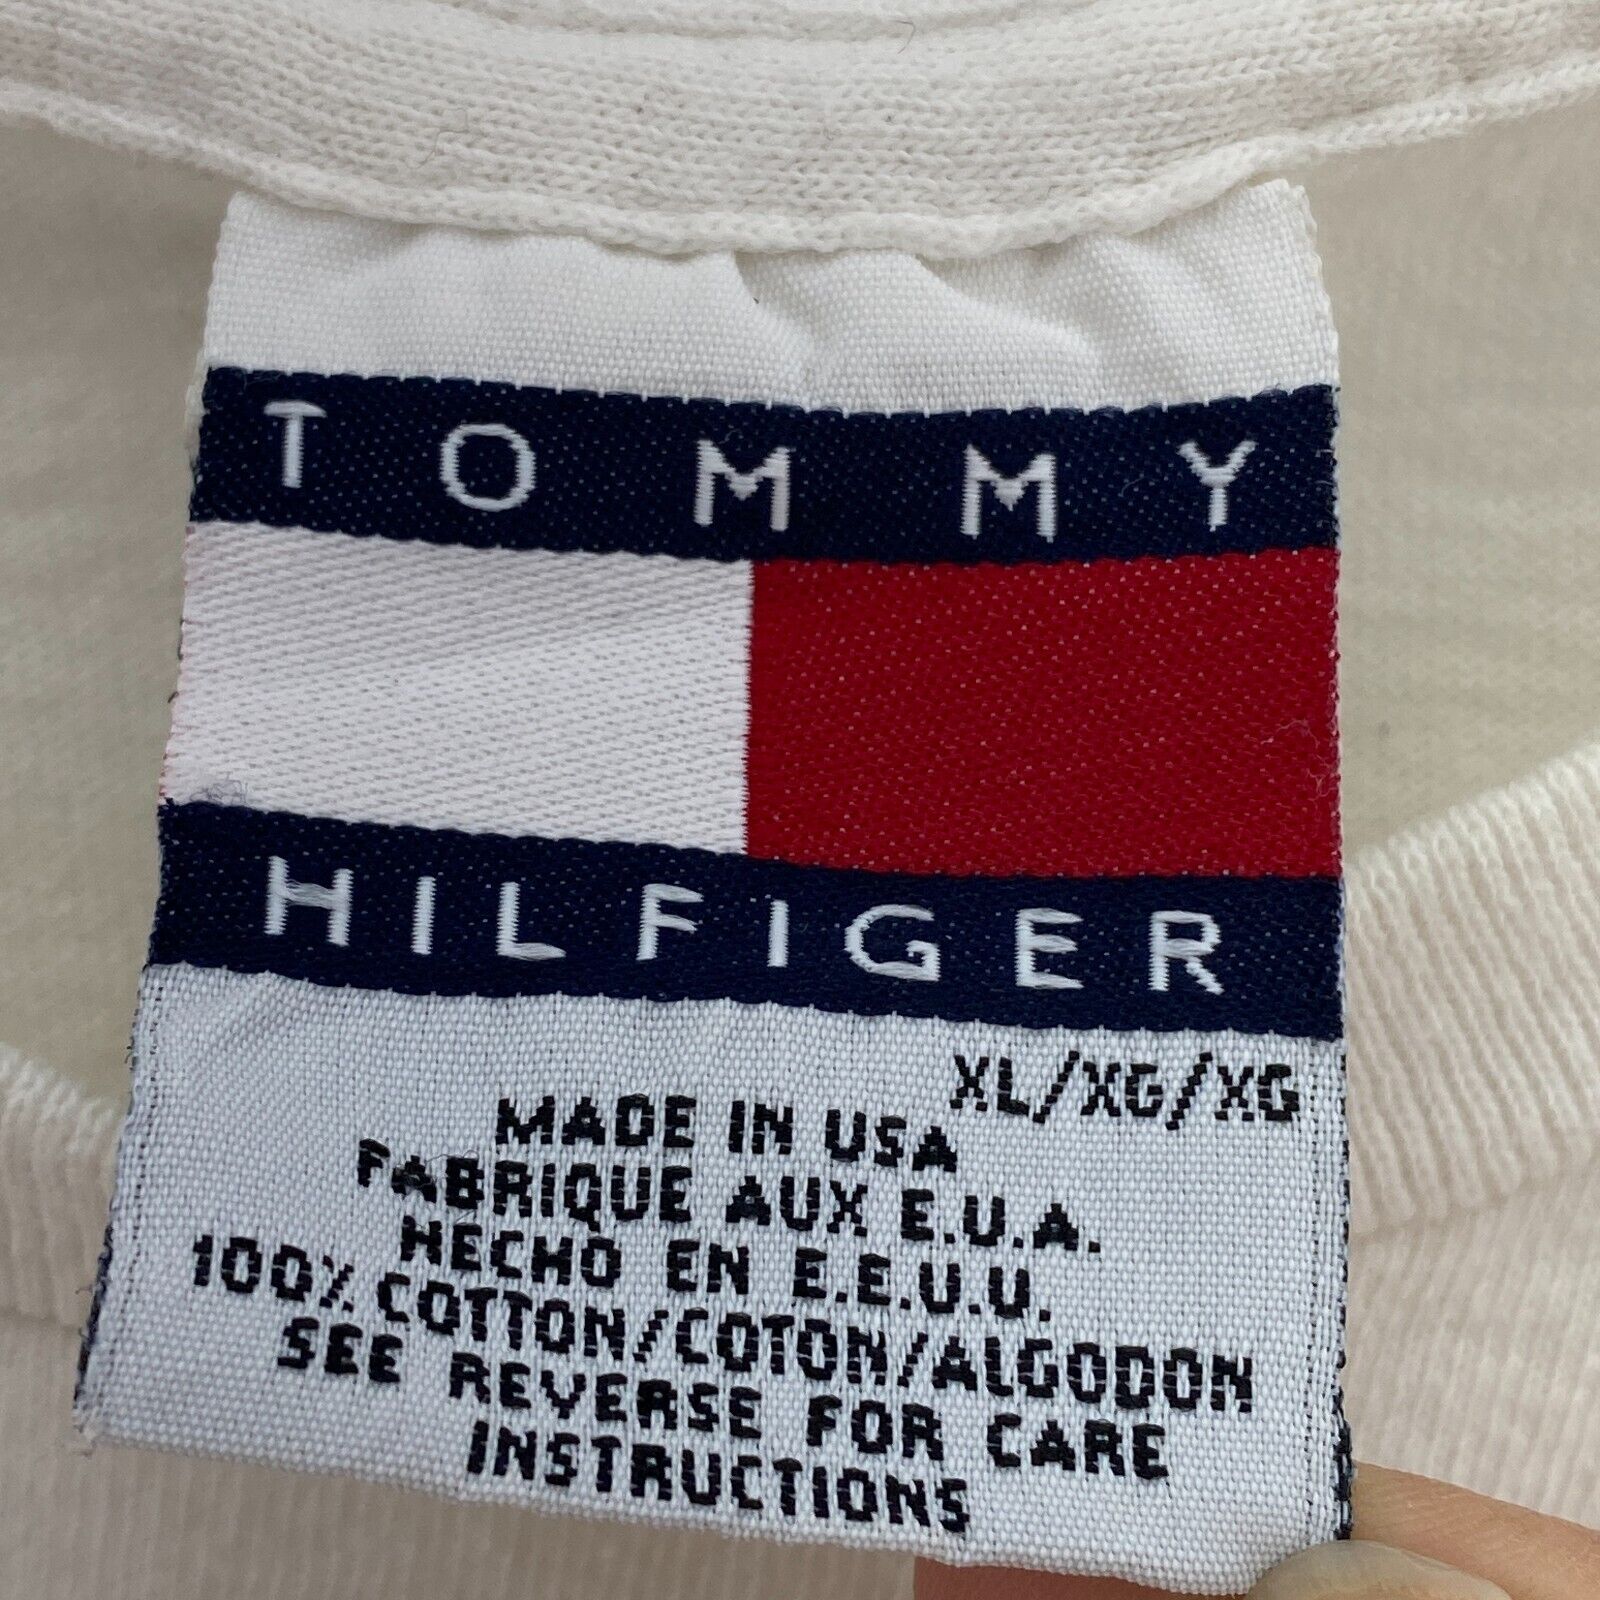 TOMMY
HILFIGER
XL/XG/XG
MADE IN USA
FABRIQUE AUX E.U.A.
HECHO EN E.E.U.U.
100% COTTON/COTON/ALGODON
SEE REVERSE FOR CARE
INSTRUCTIONS